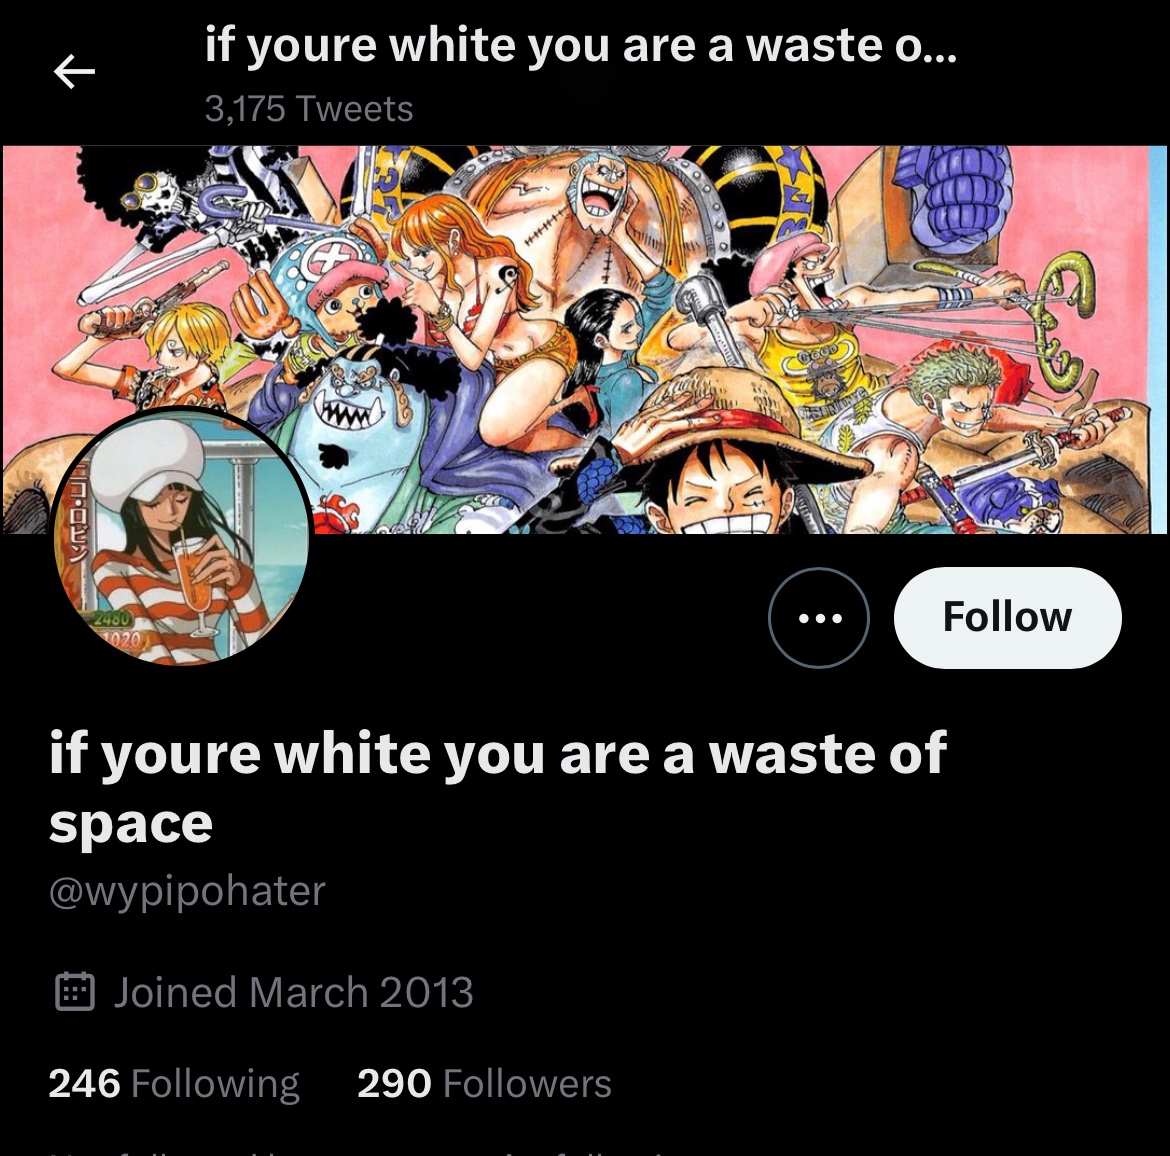 if youre white you are a waste o...
3,175 Tweets
ニコ・ロビン
2480
1020
Follow
if youre white you are a waste of
space
@wypipohater
Joined March 2013
246 Following 290 Followers